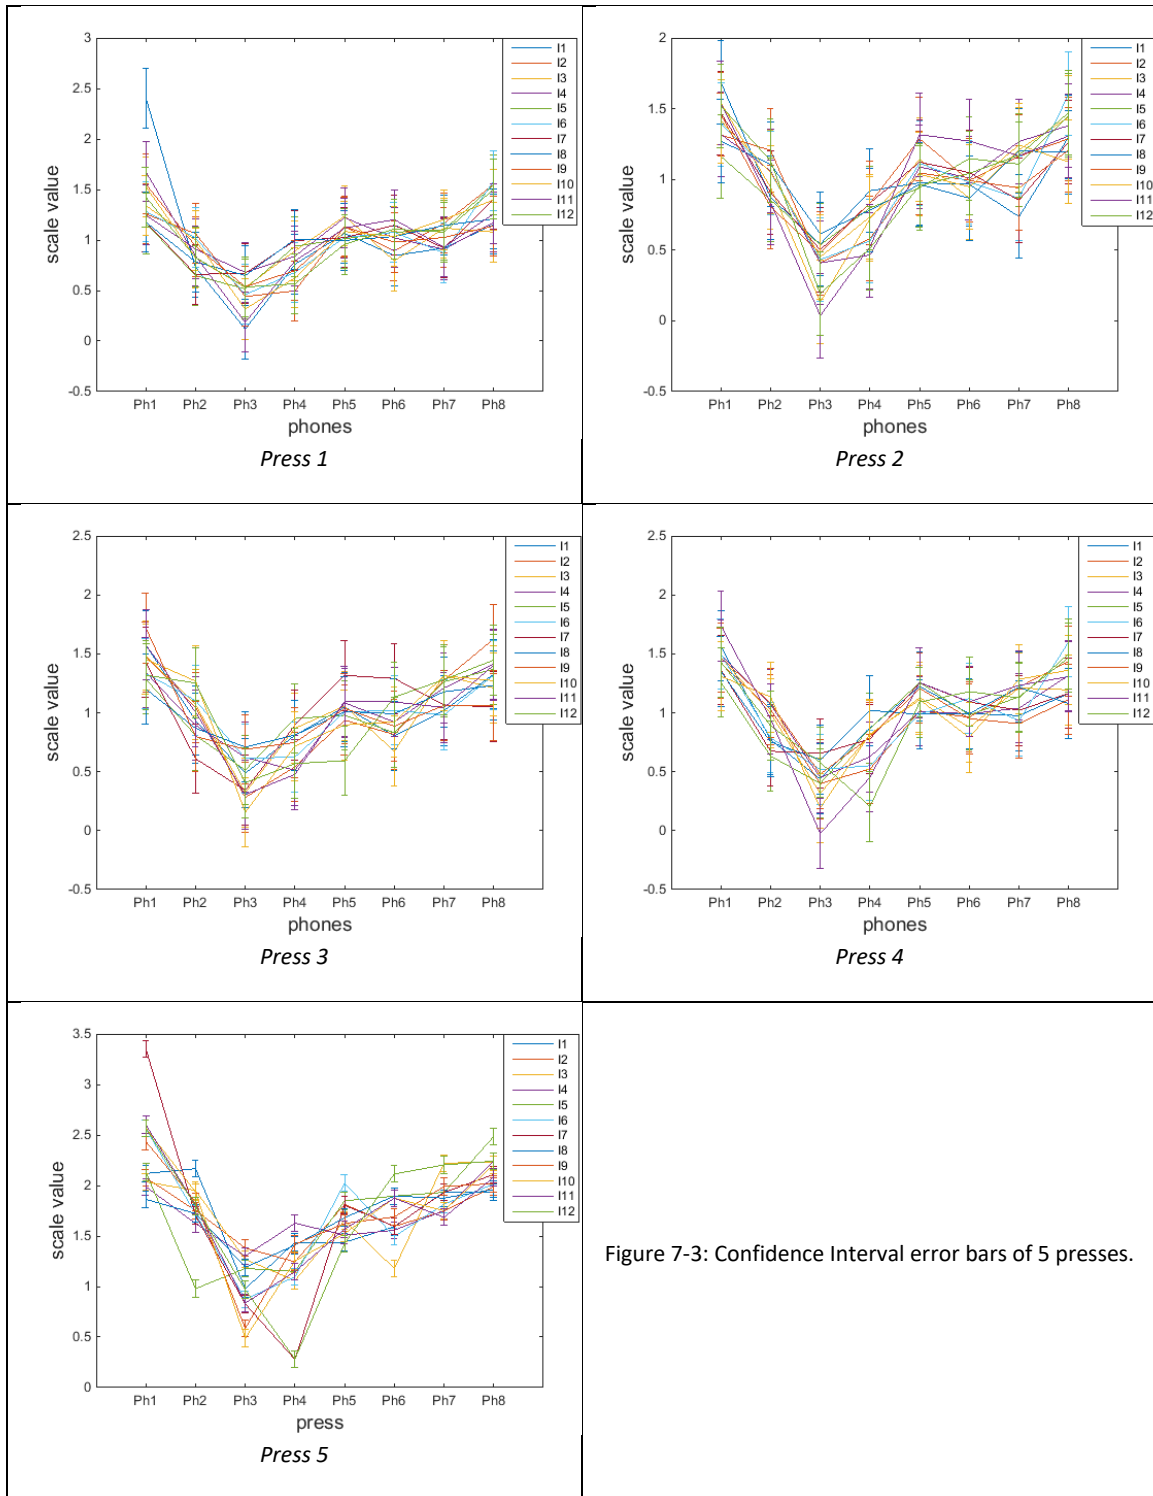 3
2.5
2
1.5
1
0.5
0
-0.5
scale value
Ph1 Ph2 Ph3 Ph4 Ph5 Ph6 Ph7 Ph8
phones
I1
I2
I3
I4
I5
I6
I7
I8
I9
I10
I11
I12
Press 1
2
1.5
1
0.5
0
-0.5
scale value
Ph1 Ph2 Ph3 Ph4 Ph5 Ph6 Ph7 Ph8
phones
I1
I2
I3
I4
I5
I6
I7
I8
I9
I10
I11
I12
Press 2
2.5
2
1.5
1
0.5
0
-0.5
scale value
Ph1 Ph2 Ph3 Ph4 Ph5 Ph6 Ph7 Ph8
phones
I1
I2
I3
I4
I5
I6
I7
I8
I9
I10
I11
I12
Press 3
2.5
2
1.5
1
0.5
0
-0.5
scale value
Ph1 Ph2 Ph3 Ph4 Ph5 Ph6 Ph7 Ph8
phones
I1
I2
I3
I4
I5
I6
I7
I8
I9
I10
I11
I12
Press 4
3.5
3
2.5
2
1.5
1
0.5
0
scale value
Ph1 Ph2 Ph3 Ph4 Ph5 Ph6 Ph7 Ph8
press
I1
I2
I3
I4
I5
I6
I7
I8
I9
I10
I11
I12
Press 5
Figure 7-3: Confidence Interval error bars of 5 presses.